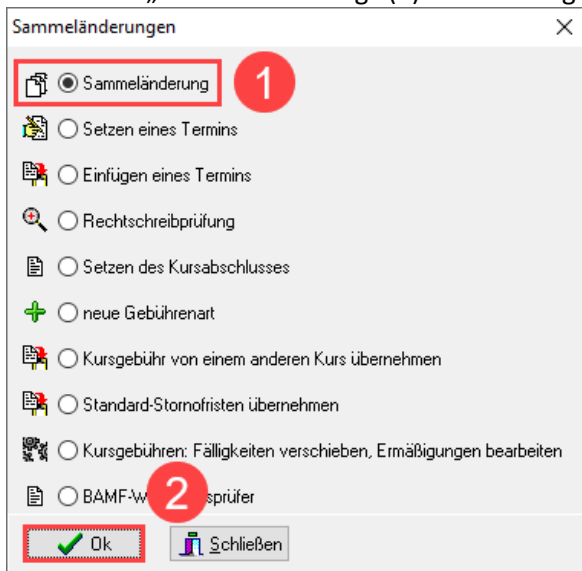 Sammeländerungen
Sammeländerung
1
Setzen eines Termins
Einfügen eines Termins
Rechtschreibprüfung
Setzen des Kursabschlusses
neue Gebührenart
Kursgebühr von einem anderen Kurs übernehmen
Standard-Stornofristen übernehmen
Kursgebühren: Fälligkeiten verschieben, Ermäßigungen bearbeiten
BAMF-W sprüfer
2
Ok Schließen